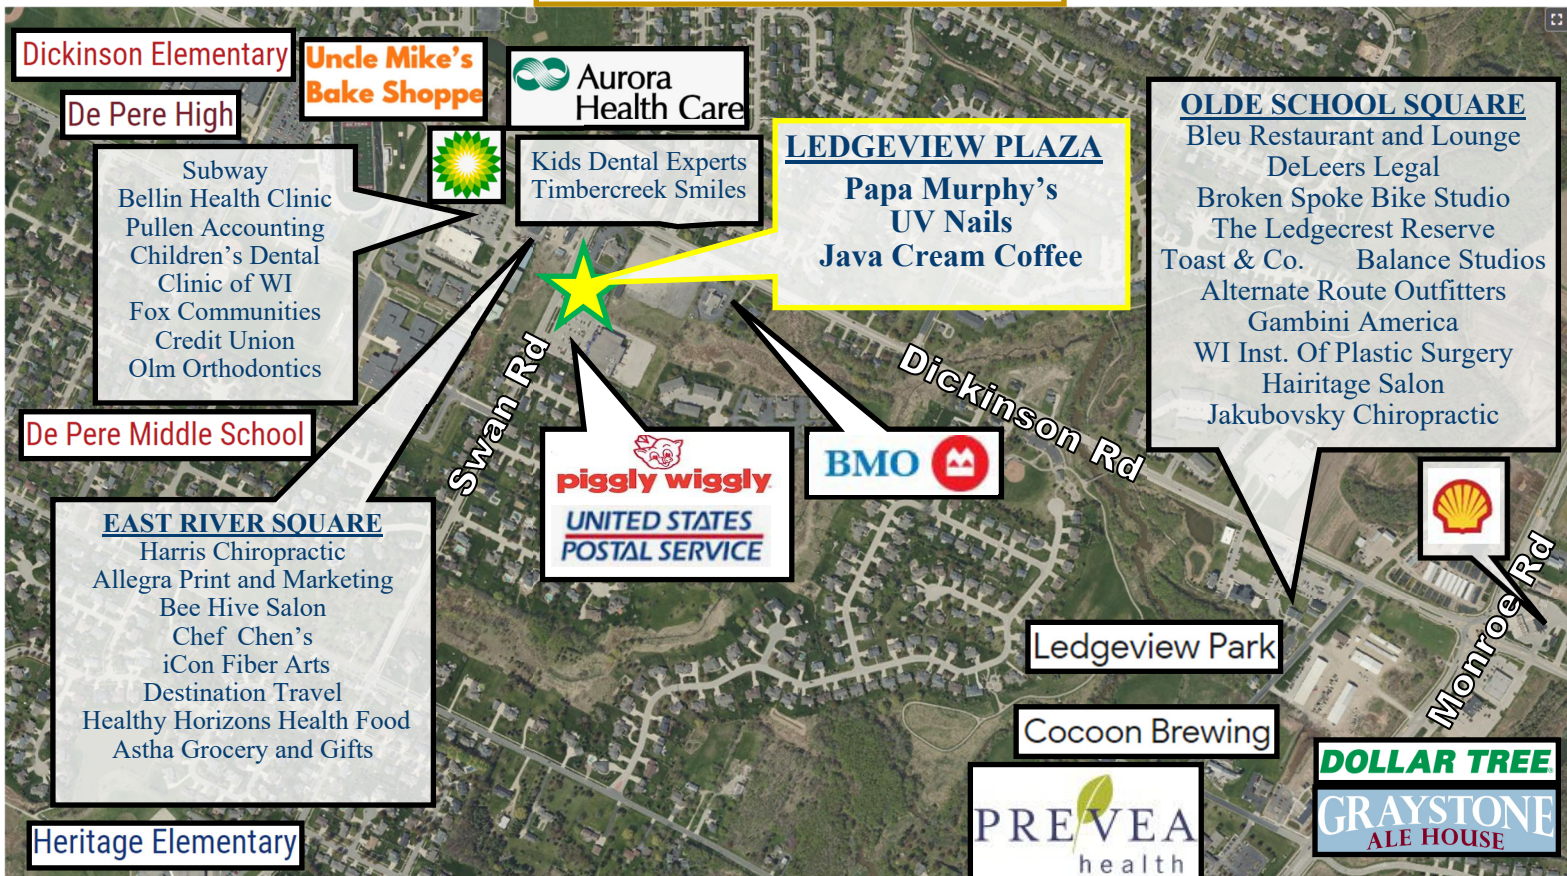 Dickinson Elementary
Uncle Mike's
Bake Shoppe
Aurora
Health Care
De Pere High
Kids Dental Experts
Timbercreek Smiles
LEDGEVIEW PLAZA
Papa Murphy's
UV Nails
Java Cream Coffee
OLDE SCHOOL SQUARE
Bleu Restaurant and Lounge
DeLeers Legal
Broken Spoke Bike Studio
The Ledgecrest Reserve
Toast & Co. Balance Studios
Alternate Route Outfitters
Gambini America
WI Inst. Of Plastic Surgery
Hairitage Salon
Jakubovsky Chiropractic
Subway
Bellin Health Clinic
Pullen Accounting
Children's Dental
Clinic of WI
Fox Communities
Credit Union
Olm Orthodontics
De Pere Middle School
Swan Rd
Dickinson Rd
piggly wiggly
UNITED STATES
POSTAL SERVICE
BMO
EAST RIVER SQUARE
Harris Chiropractic
Allegra Print and Marketing
Bee Hive Salon
Chef Chen's
iCon Fiber Arts
Destination Travel
Healthy Horizons Health Food
Astha Grocery and Gifts
Monroe Rd
Ledgeview Park
Cocoon Brewing
PREVEA
health
DOLLAR TREE
GRAYSTONE
ALE HOUSE
Heritage Elementary